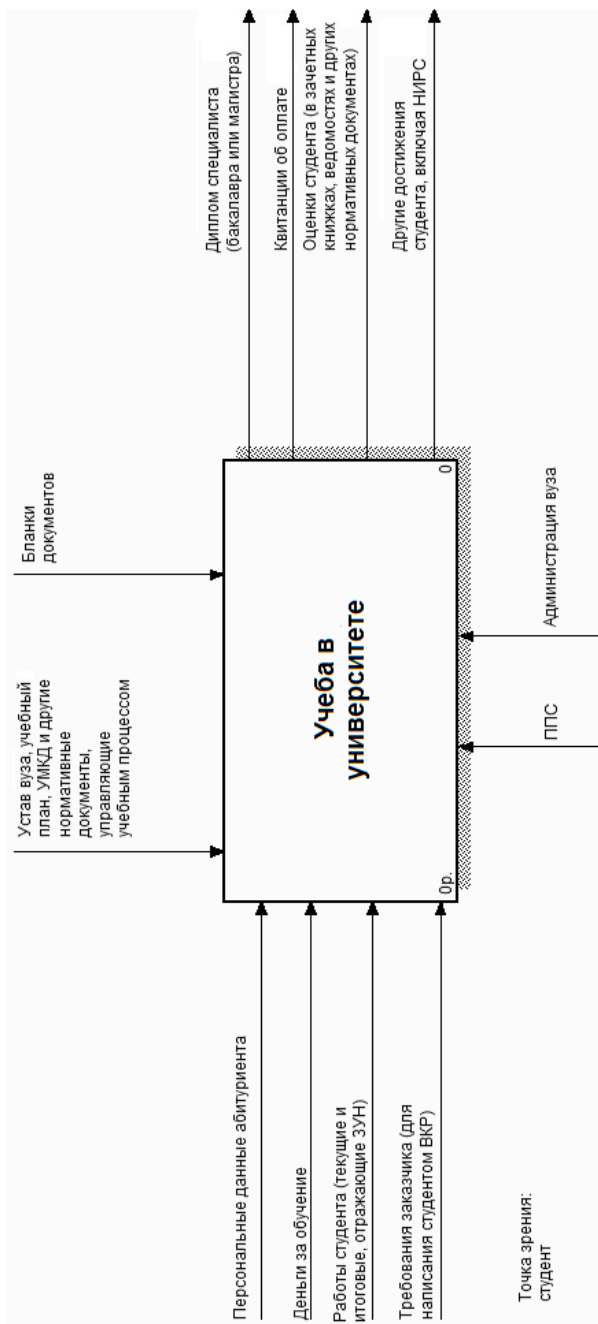 Устав вуза, учебный
план, УМКД и другие
нормативные
документы,
управляющие
учебным процессом
Бланки
документов
Персональные данные абитуриента
Деньги за обучение
Работы студента (текущие и
итоговые, отражающие ЗУН)
Требования заказчика (для
написания студентом ВКР)
Учеба в
университете
0р.
0
Диплом специалиста
(бакалавра или магистра)
Квитанции об оплате
Оценки студента (в зачетных
книжках, ведомостях и других
нормативных документах)
Другие достижения
студента, включая НИРС
ППС
Администрация вуза
Точка зрения:
студент